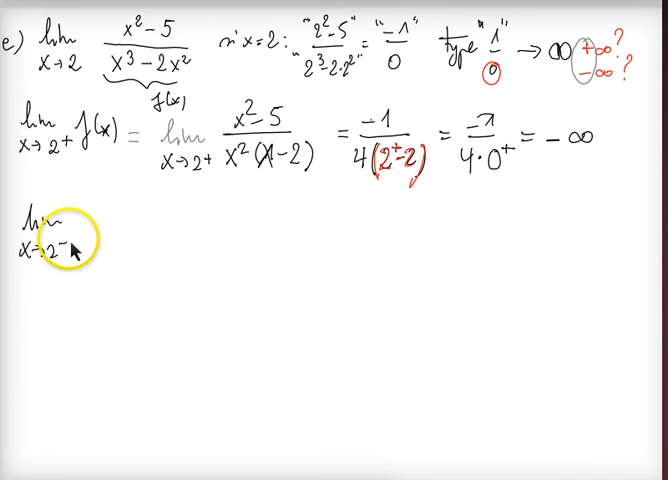 e) lim x→2 x²-5 / x³-2x² si x=2: "2²-5" / "2³-2·2²" = "-1" / 0 type "1" / 0 → ∞ +∞? -∞?
f(x)
lim x→2⁺ f(x) = lim x→2⁺ x²-5 / x²(x-2) = -1 / 4(2⁺-2) = -1 / 4·0⁺ = -∞
lim x→2⁻